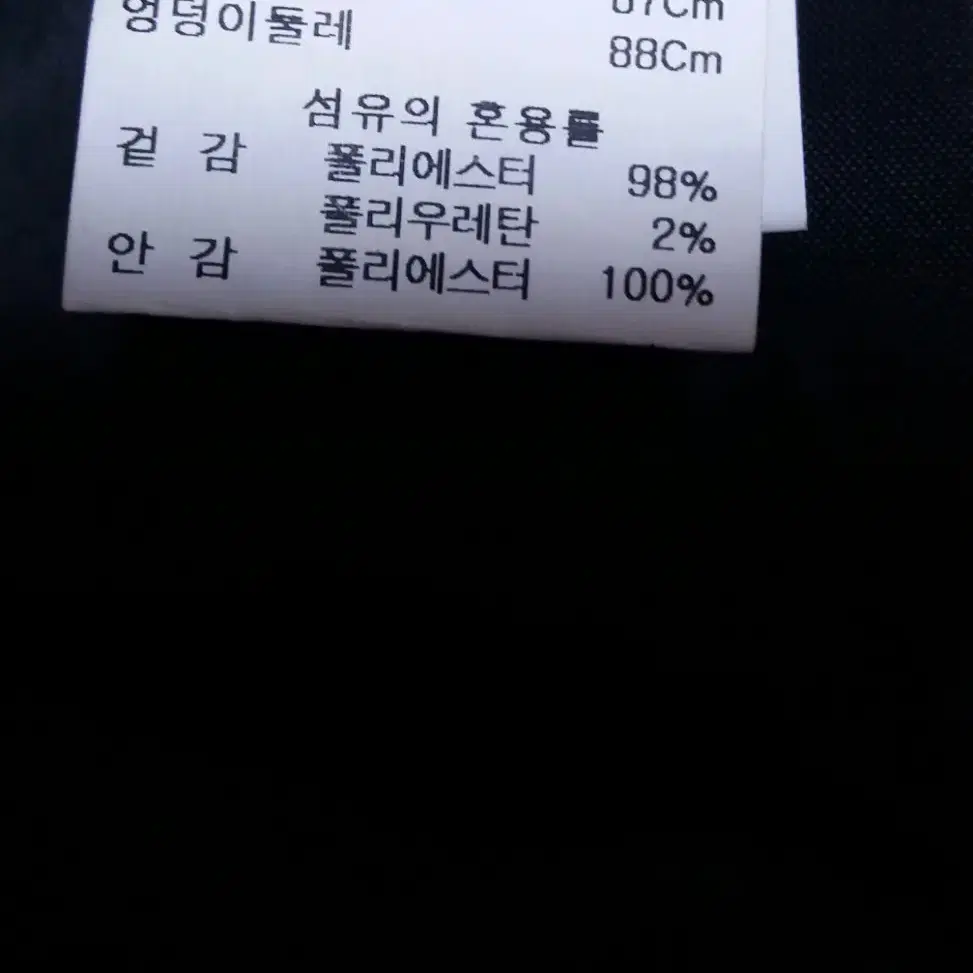 엉덩이둘레 88Cm
섬유의 혼용률
겉 감 폴리에스터 98%
폴리우레탄 2%
안 감 폴리에스터 100%